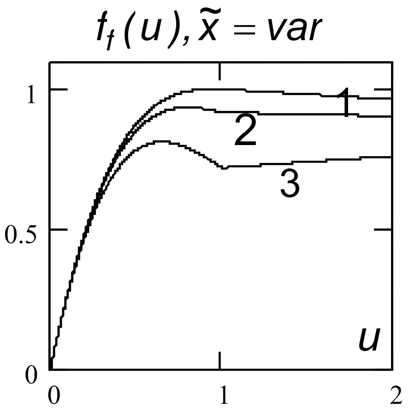 f_f (u), x̃ = var
1
1
2
0.5
3
u
0
0 1 2